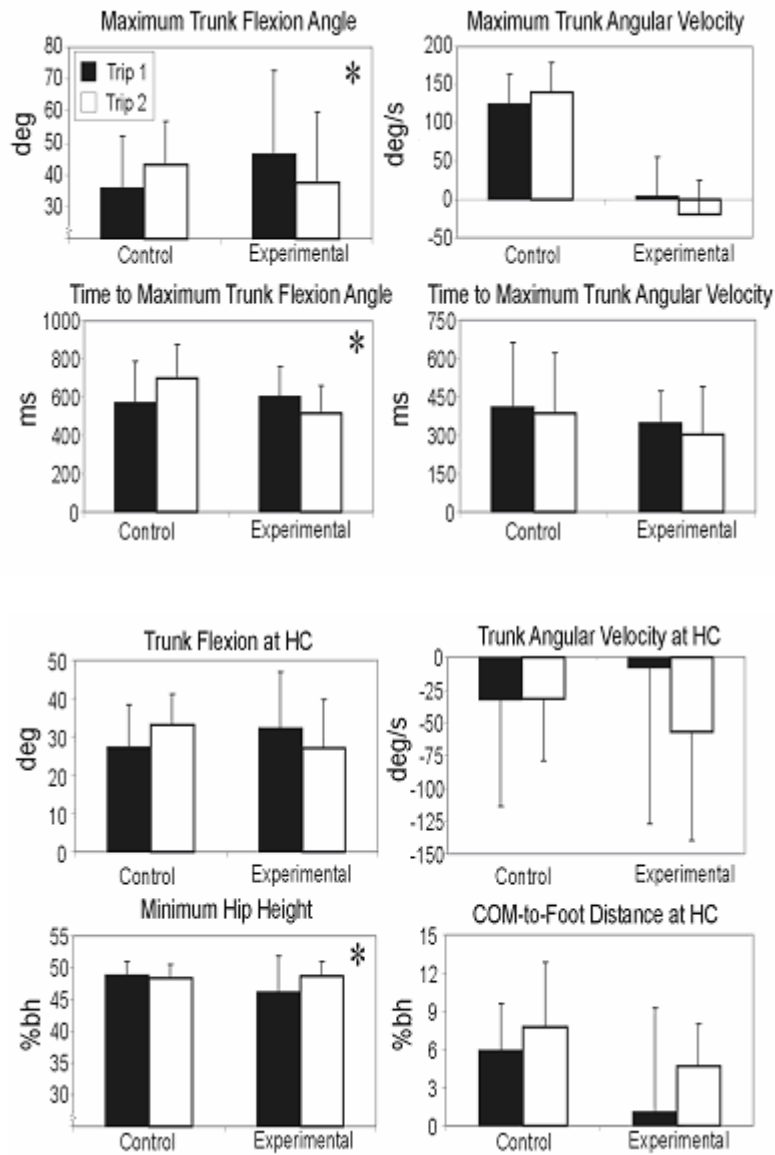 Maximum Trunk Flexion Angle
80
70
60
50
40
30
deg
Trip 1
Trip 2
*
Control
Experimental
Maximum Trunk Angular Velocity
200
150
100
50
0
-50
deg/s
Control
Experimental
Time to Maximum Trunk Flexion Angle
1000
800
600
400
200
0
ms
*
Control
Experimental
Time to Maximum Trunk Angular Velocity
750
600
450
300
150
0
ms
Control
Experimental
Trunk Flexion at HC
50
40
30
20
10
0
deg
Control
Experimental
Trunk Angular Velocity at HC
0
-25
-50
-75
-100
-125
-150
deg/s
Control
Experimental
Minimum Hip Height
55
50
45
40
35
30
%bh
*
Control
Experimental
COM-to-Foot Distance at HC
15
12
9
6
3
0
%bh
Control
Experimental